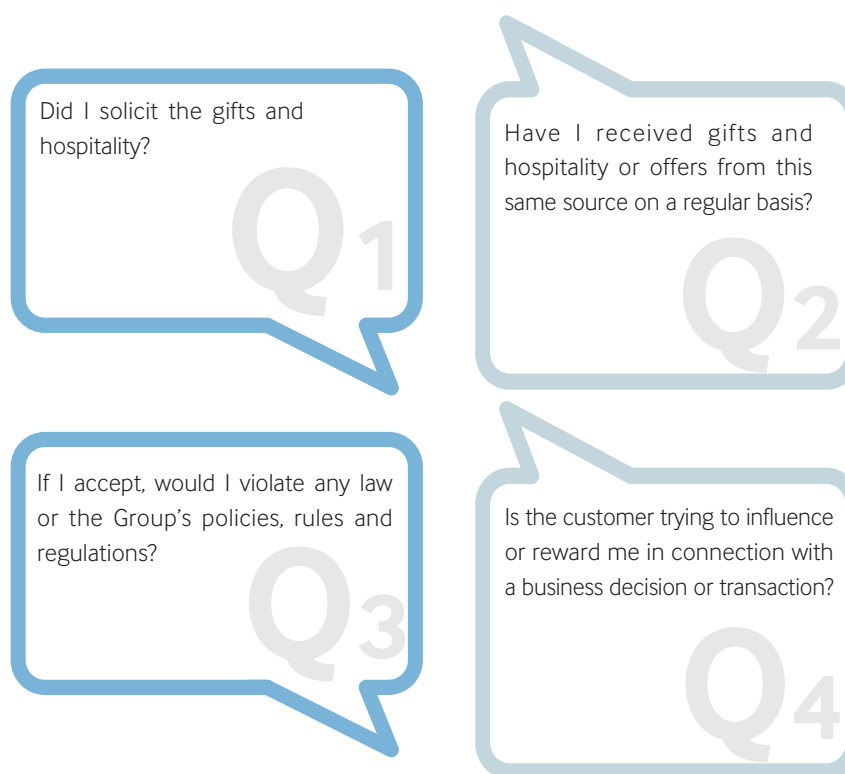 Did I solicit the gifts and
hospitality?
Q1
Have I received gifts and
hospitality or offers from this
same source on a regular basis?
Q2
If I accept, would I violate any law
or the Group’s policies, rules and
regulations?
Q3
Is the customer trying to influence
or reward me in connection with
a business decision or transaction?
Q4